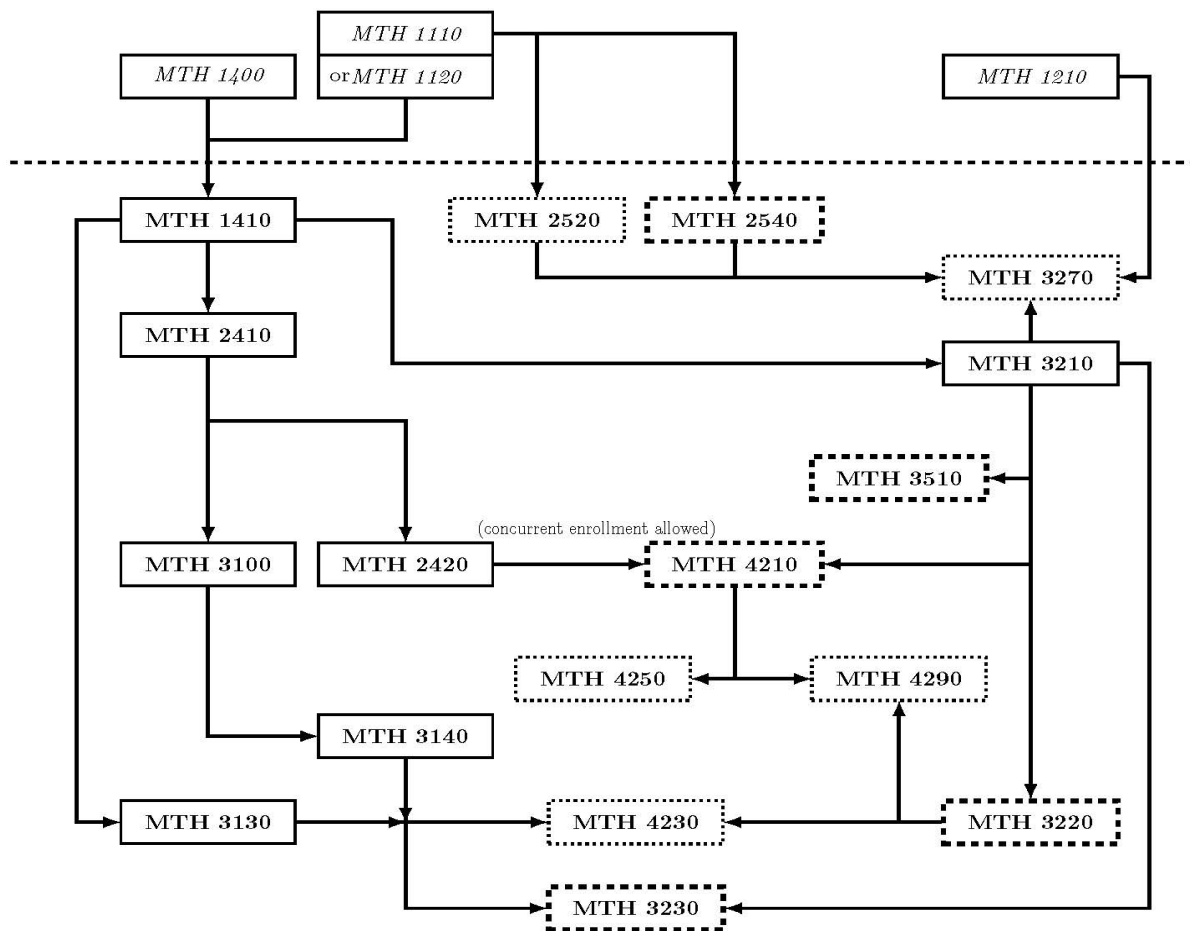 MTH 1110
MTH 1400
or MTH 1120
MTH 1210
MTH 1410
MTH 2520
MTH 2540
MTH 3270
MTH 2410
MTH 3210
MTH 3510
(concurrent enrollment allowed)
MTH 3100
MTH 2420
MTH 4210
MTH 4250
MTH 4290
MTH 3140
MTH 3130
MTH 4230
MTH 3220
MTH 3230